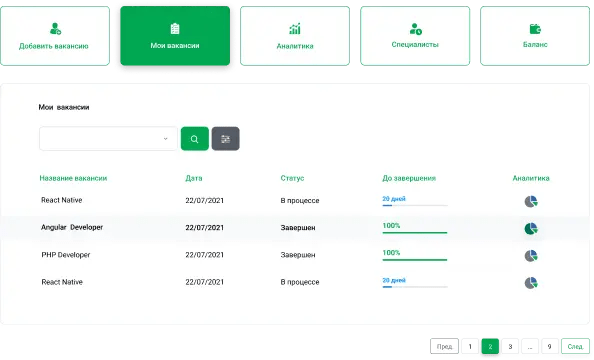 Добавить вакансию
Мои вакансии
Аналитика
Специалисты
Баланс
Мои вакансии
Название вакансии Дата Статус До завершения Аналитика
React Native 22/07/2021 В процессе 20 дней
Angular Developer 22/07/2021 Завершен 100%
PHP Developer 22/07/2021 Завершен 100%
React Native 22/07/2021 В процессе 20 дней
Пред. 1 2 3 ... 9 След.